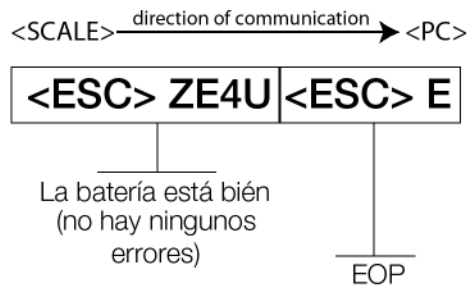 <SCALE> direction of communication <PC>
<ESC> ZE4U <ESC> E
La batería está bién
(no hay ningunos
errores)
EOP